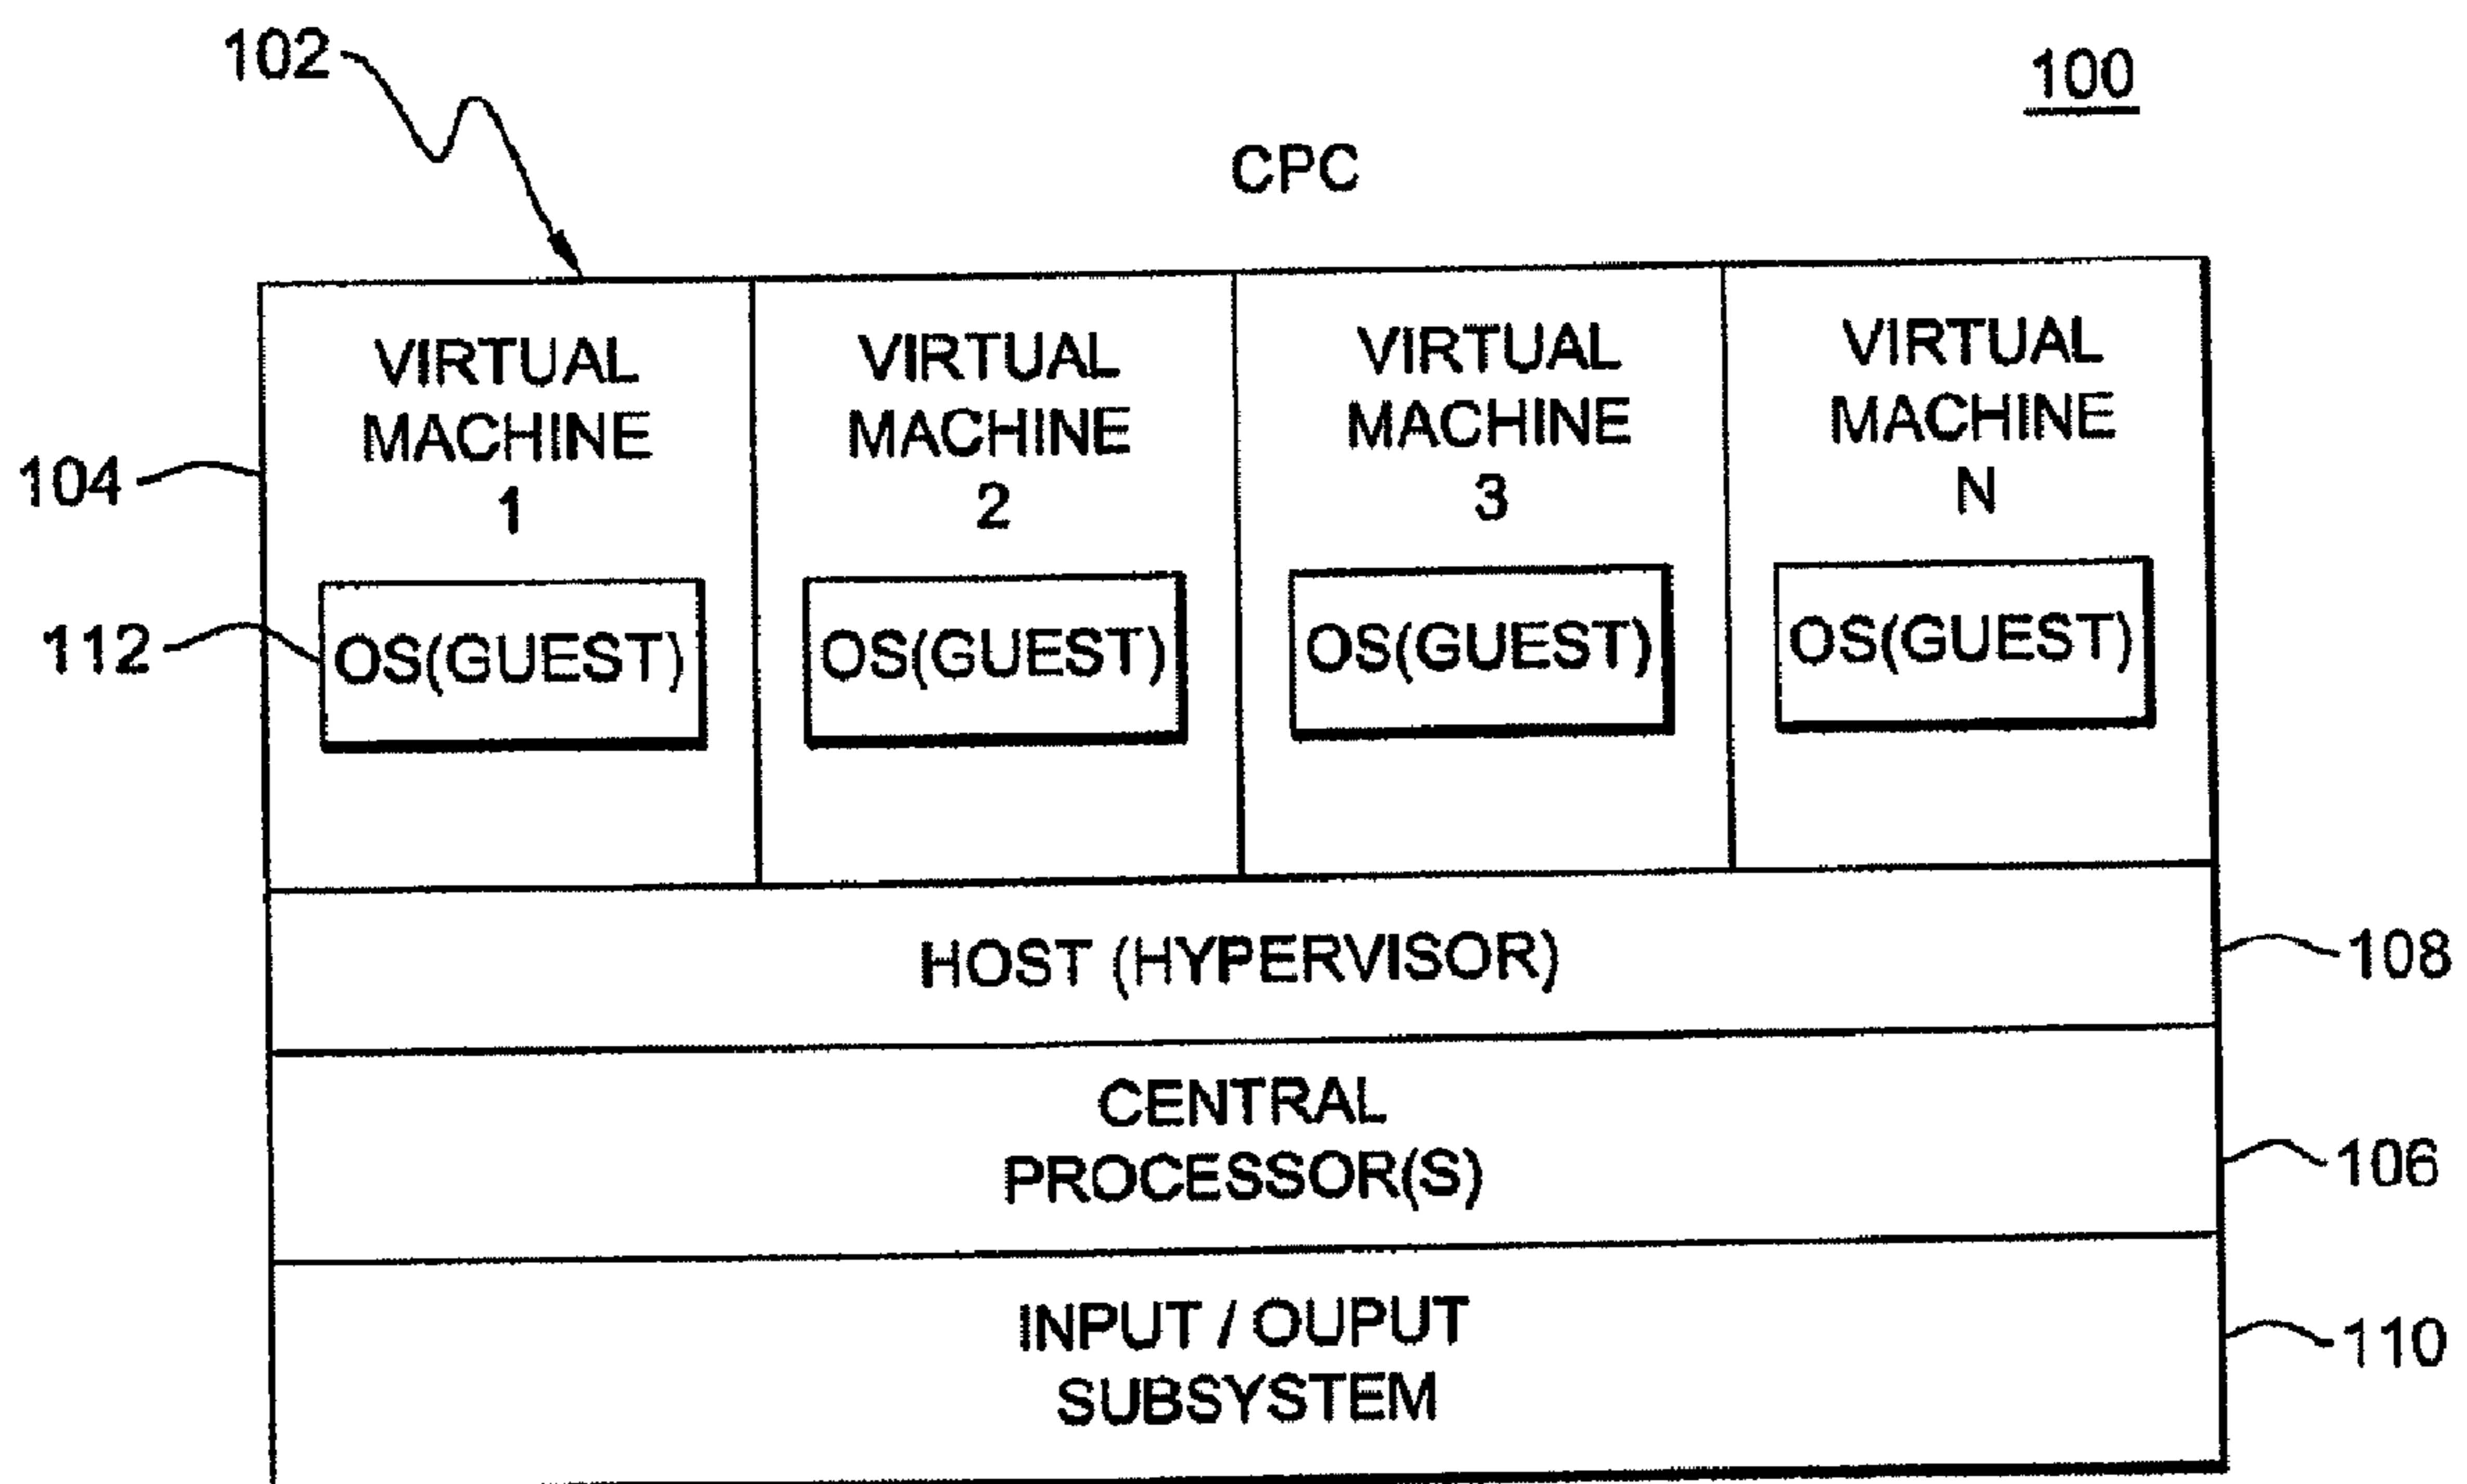 102
100
CPC
VIRTUAL
MACHINE
1
VIRTUAL
MACHINE
2
VIRTUAL
MACHINE
3
VIRTUAL
MACHINE
N
104
112
OS(GUEST)
OS(GUEST)
OS(GUEST)
OS(GUEST)
HOST (HYPERVISOR)
108
CENTRAL
PROCESSOR(S)
106
INPUT / OUPUT
SUBSYSTEM
110